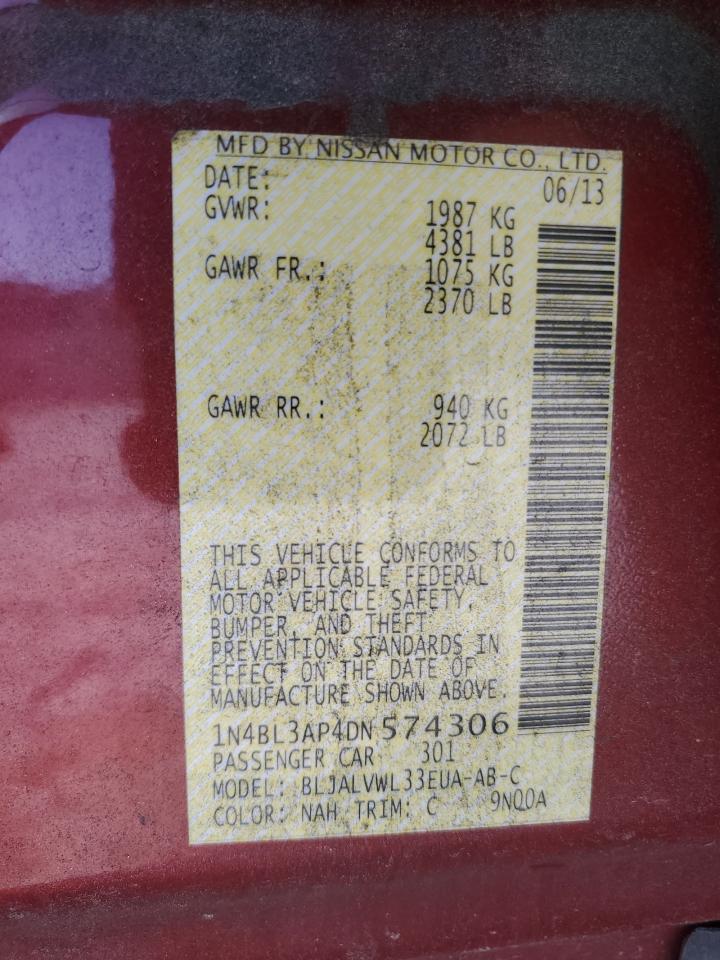 MFD BY NISSAN MOTOR CO., LTD.
DATE: 06/13
GVWR: 1987 KG
4381 LB
GAWR FR.: 1075 KG
2370 LB
GAWR RR.: 940 KG
2072 LB
THIS VEHICLE CONFORMS TO
ALL APPLICABLE FEDERAL
MOTOR VEHICLE SAFETY,
BUMPER, AND THEFT
PREVENTION STANDARDS IN
EFFECT ON THE DATE OF
MANUFACTURE SHOWN ABOVE.
1N4BL3AP4DN574306
PASSENGER CAR 301
MODEL: BLJALVWL33EUA-AB-C
COLOR: NAH TRIM: C 9NQ0A